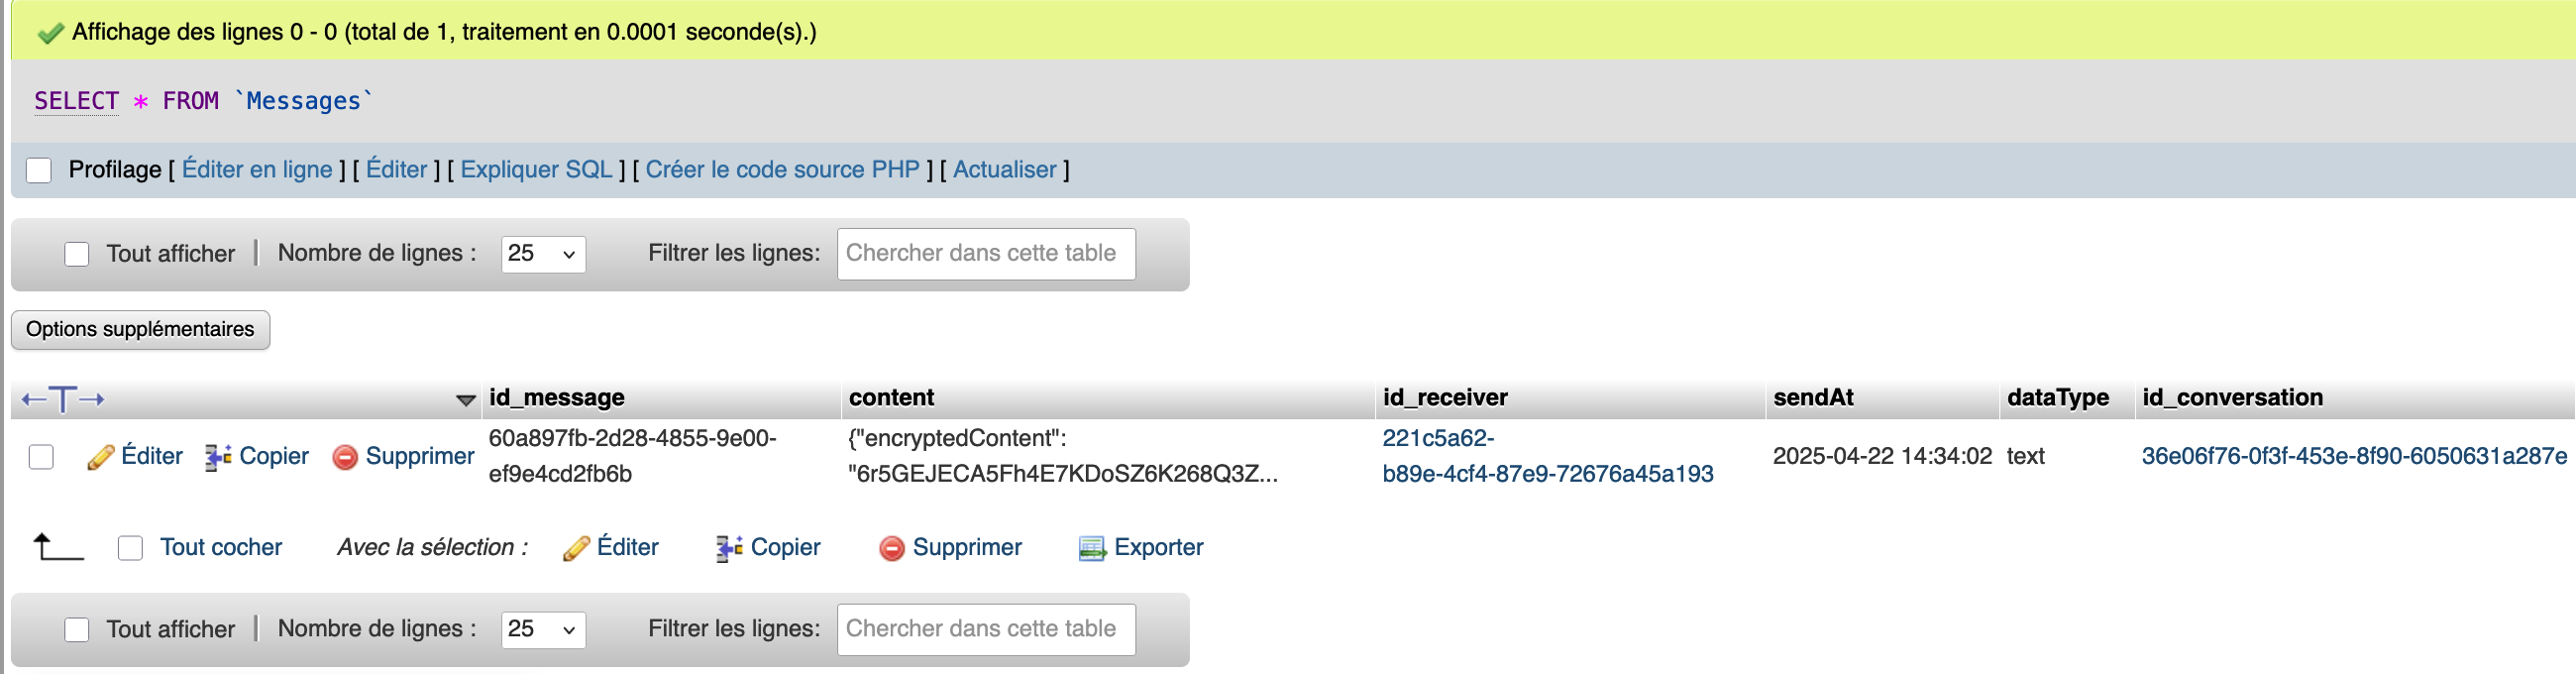 Affichage des lignes 0 - 0 (total de 1, traitement en 0.0001 seconde(s).)
SELECT * FROM `Messages`
Profilage [ Éditer en ligne ] [ Éditer ] [ Expliquer SQL ] [ Créer le code source PHP ] [ Actualiser ]
Tout afficher | Nombre de lignes : 25 Filtrer les lignes: Chercher dans cette table
Options supplémentaires
←T→ id_message content id_receiver sendAt dataType id_conversation
60a897fb-2d28-4855-9e00- {"encryptedContent": 221c5a62-
Éditer Copier Supprimer 2025-04-22 14:34:02 text 36e06f76-0f3f-453e-8f90-6050631a287e
ef9e4cd2fb6b "6r5GEJECA5Fh4E7KDoSZ6K268Q3Z... b89e-4cf4-87e9-72676a45a193
Tout cocher Avec la sélection : Éditer Copier Supprimer Exporter
Tout afficher | Nombre de lignes : 25 Filtrer les lignes: Chercher dans cette table